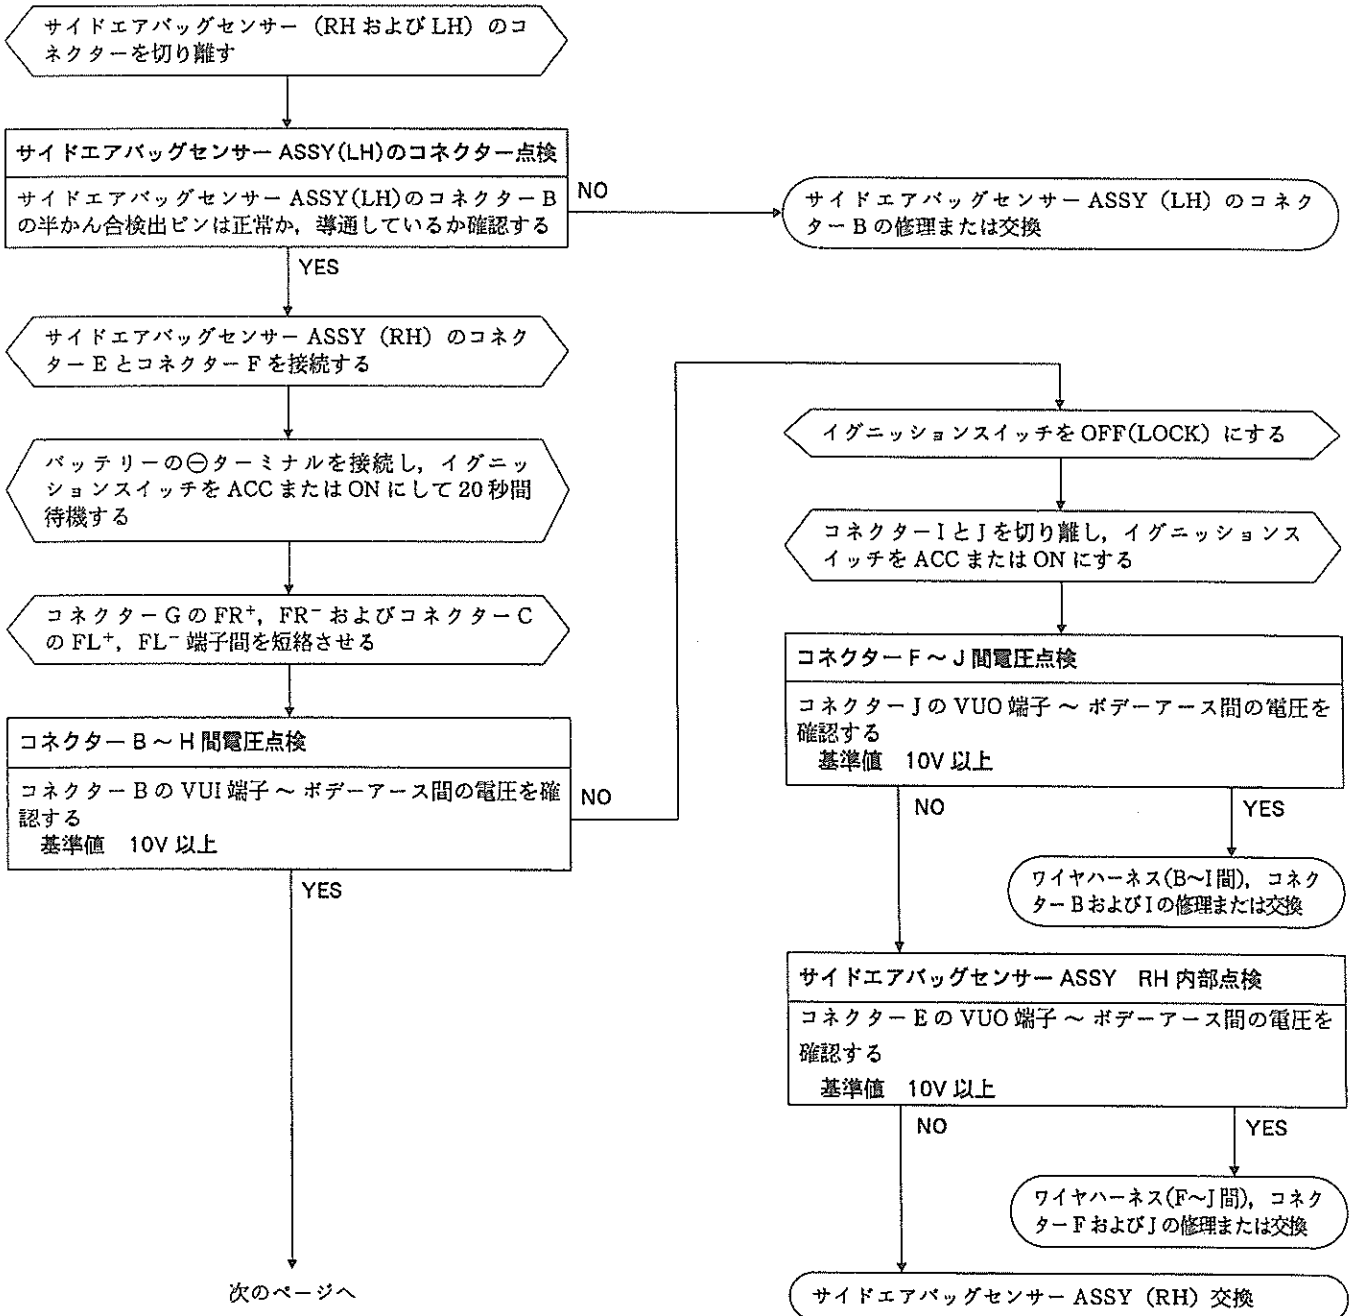 サイドエアバッグセンサー (RH および LH) のコ
ネクターを切り離す
サイドエアバッグセンサー ASSY(LH)のコネクター点検
サイドエアバッグセンサー ASSY(LH)のコネクター B
の半かん合検出ピンは正常か, 導通しているか確認する
NO
サイドエアバッグセンサー ASSY (LH) のコネク
ター B の修理または交換
YES
サイドエアバッグセンサー ASSY (RH) のコネク
ター E とコネクター F を接続する
バッテリーの⊖ターミナルを接続し, イグニッ
ションスイッチを ACC または ON にして 20 秒間
待機する
コネクター G の FR⁺, FR⁻ およびコネクター C
の FL⁺, FL⁻ 端子間を短絡させる
コネクター B ~ H 間電圧点検
コネクター B の VUI 端子 ~ ボデーアース間の電圧を確
認する
基準値 10V 以上
NO
YES
次のページへ
イグニッションスイッチを OFF(LOCK) にする
コネクター I と J を切り離し, イグニッションス
イッチを ACC または ON にする
コネクター F ~ J 間電圧点検
コネクター J の VUO 端子 ~ ボデーアース間の電圧を
確認する
基準値 10V 以上
NO
YES
ワイヤハーネス(B~I間), コネク
ター B および I の修理または交換
サイドエアバッグセンサー ASSY RH 内部点検
コネクター E の VUO 端子 ~ ボデーアース間の電圧を
確認する
基準値 10V 以上
NO
YES
ワイヤハーネス(F~J間), コネク
ター F および J の修理または交換
サイドエアバッグセンサー ASSY (RH) 交換